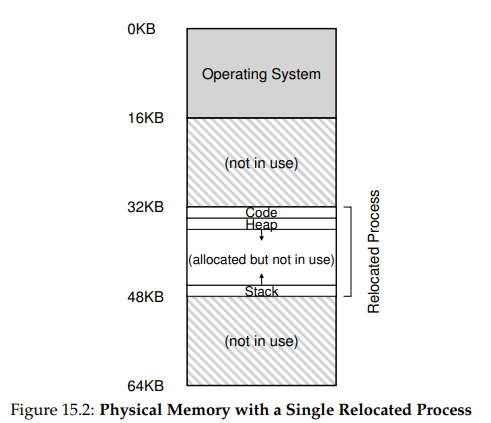 0KB
Operating System
16KB
(not in use)
32KB
Code
Heap
(allocated but not in use)
Stack
48KB
Relocated Process
(not in use)
64KB
Figure 15.2: Physical Memory with a Single Relocated Process